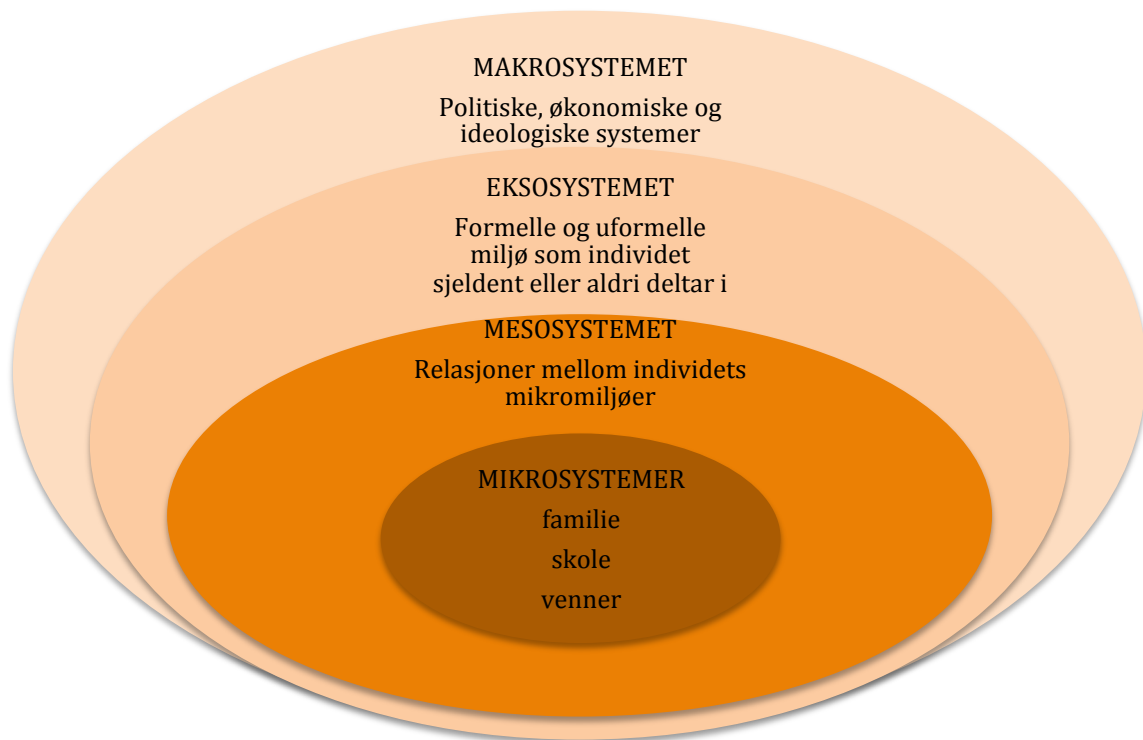 MAKROSYSTEMET
Politiske, økonomiske og
ideologiske systemer
EKSOSYSTEMET
Formelle og uformelle
miljø som individet
sjeldent eller aldri deltar i
MESOSYSTEMET
Relasjoner mellom individets
mikromiljøer
MIKROSYSTEMER
familie
skole
venner